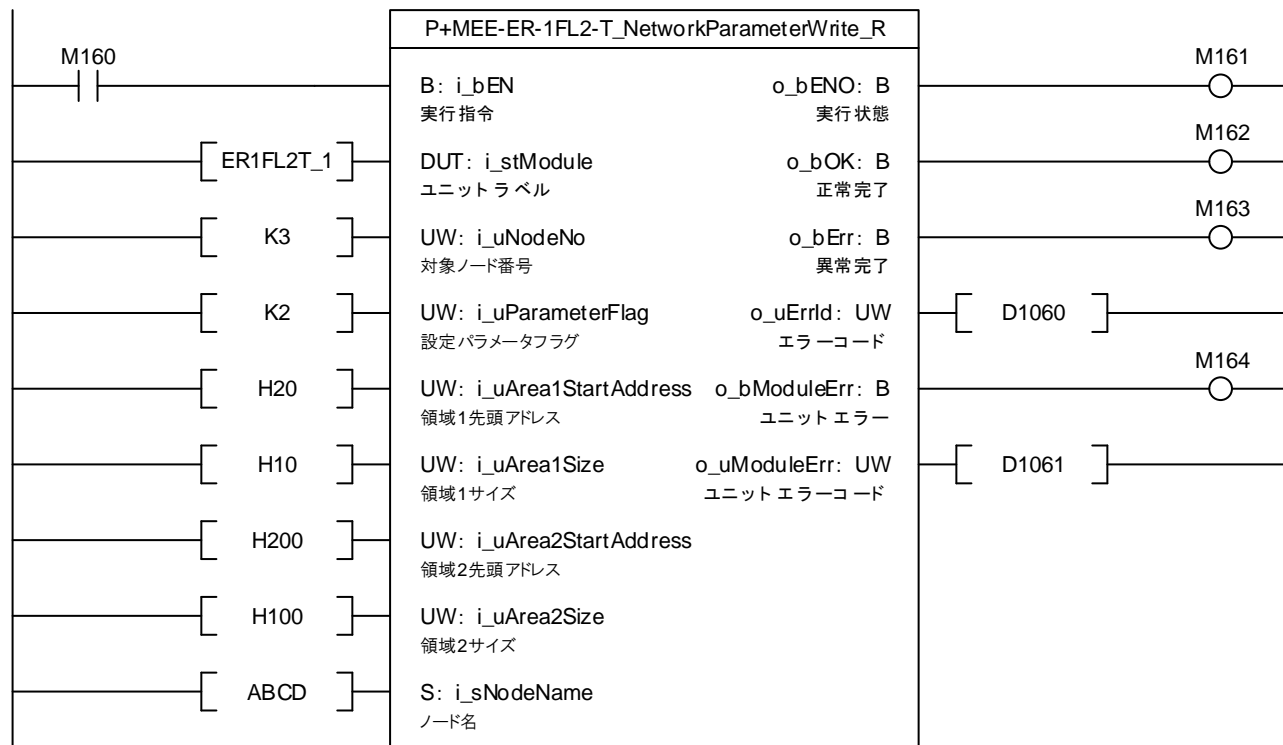 P+MEE-ER-1FL2-T_NetworkParameterWrite_R
M160
B: i_bEN
実行指令
o_bENO: B
実行状態
M161
ER1FL2T_1
DUT: i_stModule
ユニットラベル
o_bOK: B
正常完了
M162
K3
UW: i_uNodeNo
対象ノード番号
o_bErr: B
異常完了
M163
K2
UW: i_uParameterFlag
設定パラメータフラグ
o_uErrId: UW
エラーコード
D1060
H20
UW: i_uArea1StartAddress
領域1先頭アドレス
o_bModuleErr: B
ユニットエラー
M164
H10
UW: i_uArea1Size
領域1サイズ
o_uModuleErr: UW
ユニットエラーコード
D1061
H200
UW: i_uArea2StartAddress
領域2先頭アドレス
H100
UW: i_uArea2Size
領域2サイズ
ABCD
S: i_sNodeName
ノード名